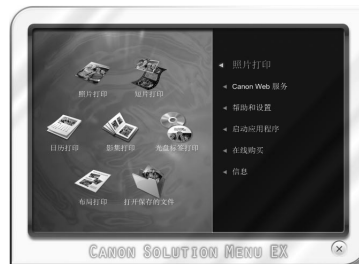 照片打印
短片打印
日历打印
影集打印
光盘标签打印
布局打印
打开保存的文件
照片打印
Canon Web 服务
帮助和设置
启动应用程序
在线购买
信息
CANON SOLUTION MENU EX